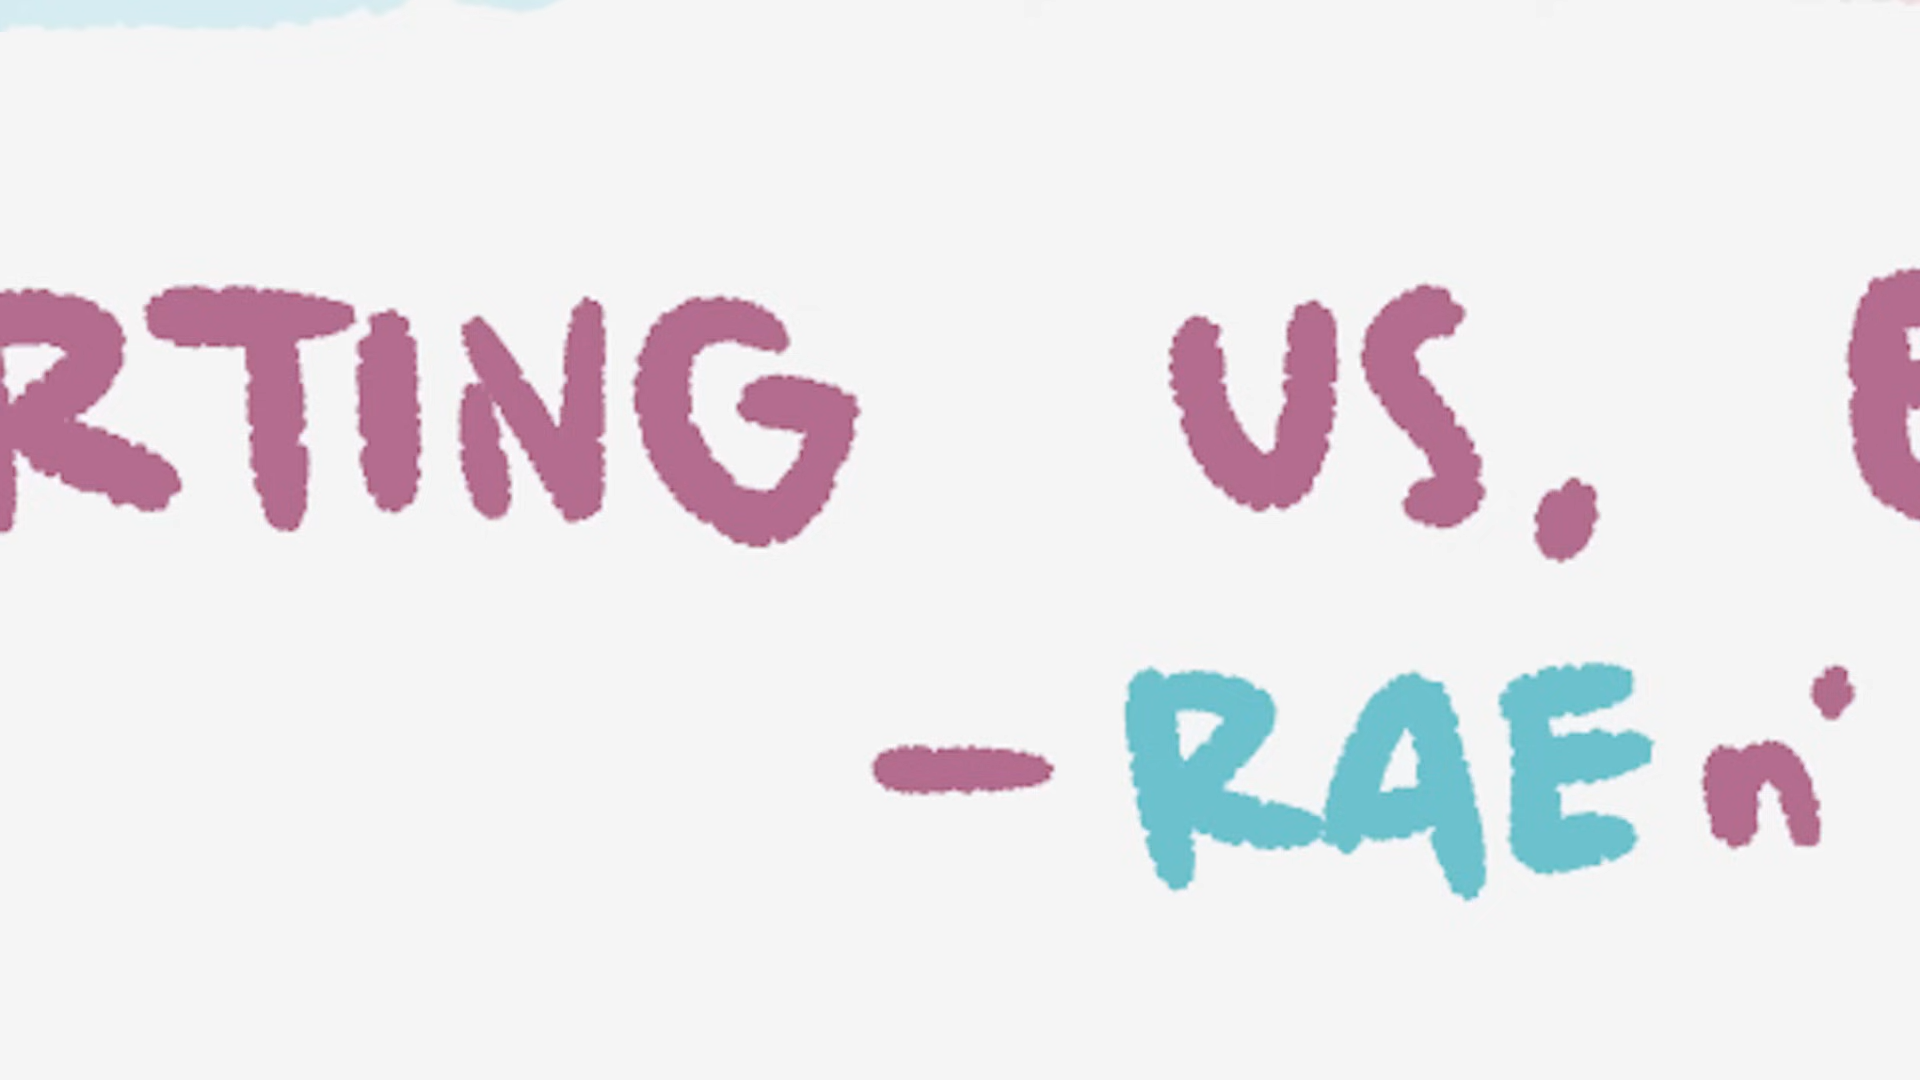 RTING US.
— RAE n'